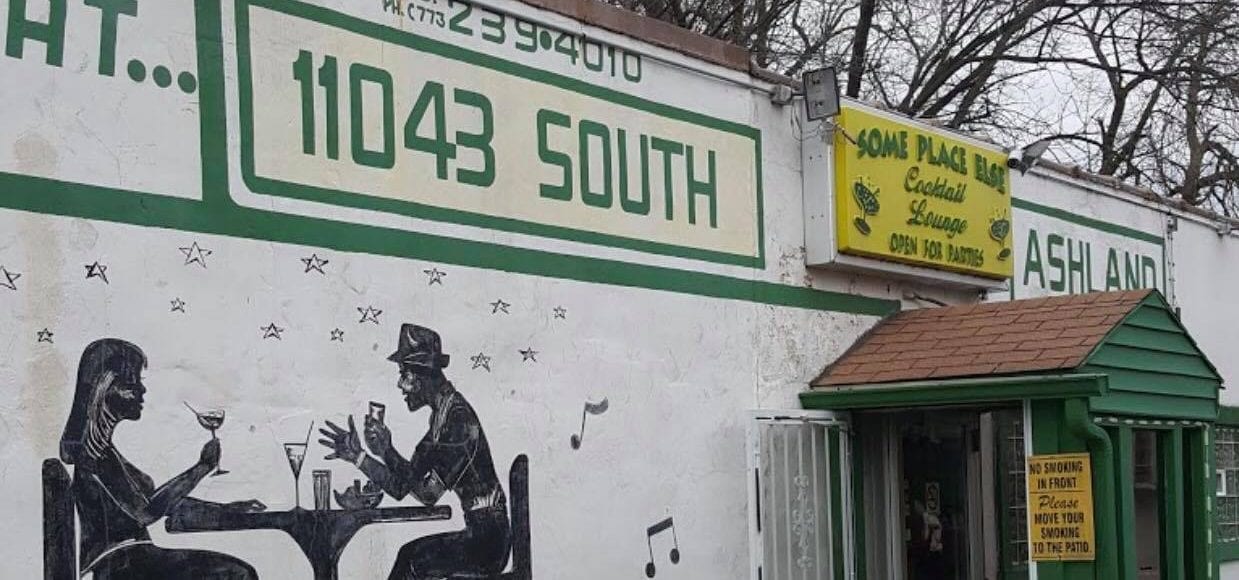 AT...
PH. (773) 239•4010
11043 SOUTH
SOME PLACE ELSE
Cocktail
Lounge
OPEN FOR PARTIES
ASHLAND
NO SMOKING
IN FRONT
Please
MOVE YOUR
SMOKING
TO THE PATIO